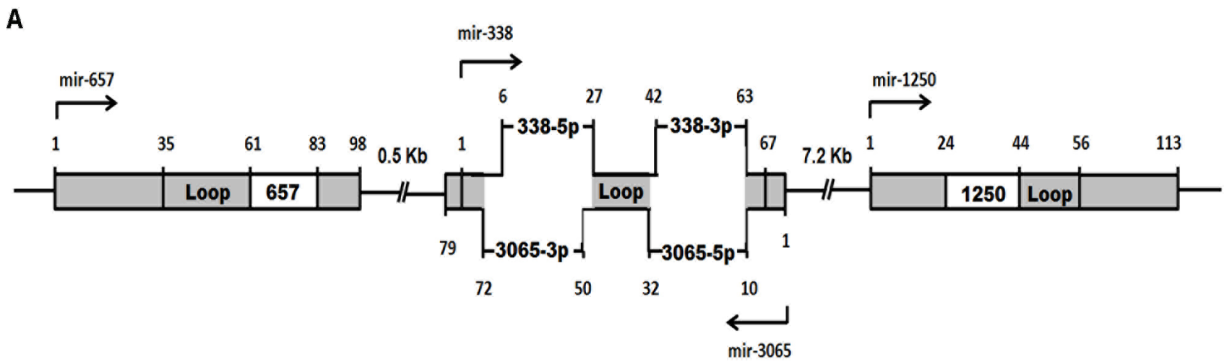 A
mir-338
mir-657
mir-1250
6 27 42 63
338-5p 338-3p
1 35 61 83 98 0.5 Kb 1 67 7.2 Kb 1 24 44 56 113
Loop 657 Loop 1250 Loop
79 3065-3p 3065-5p 1
72 50 32 10
mir-3065